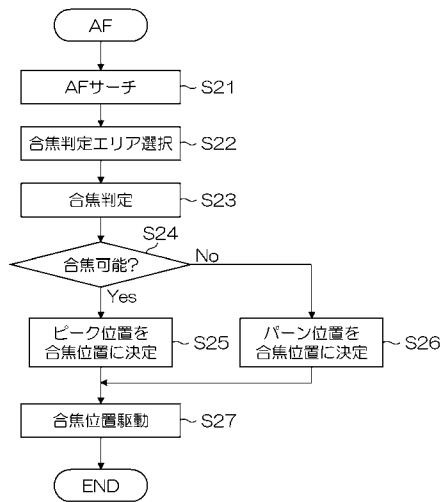 AF
AFサーチ
S21
合焦判定エリア選択
S22
合焦判定
S23
S24
合焦可能?
No
Yes
ピーク位置を
合焦位置に決定
S25
パーン位置を
合焦位置に決定
S26
合焦位置駆動
S27
END